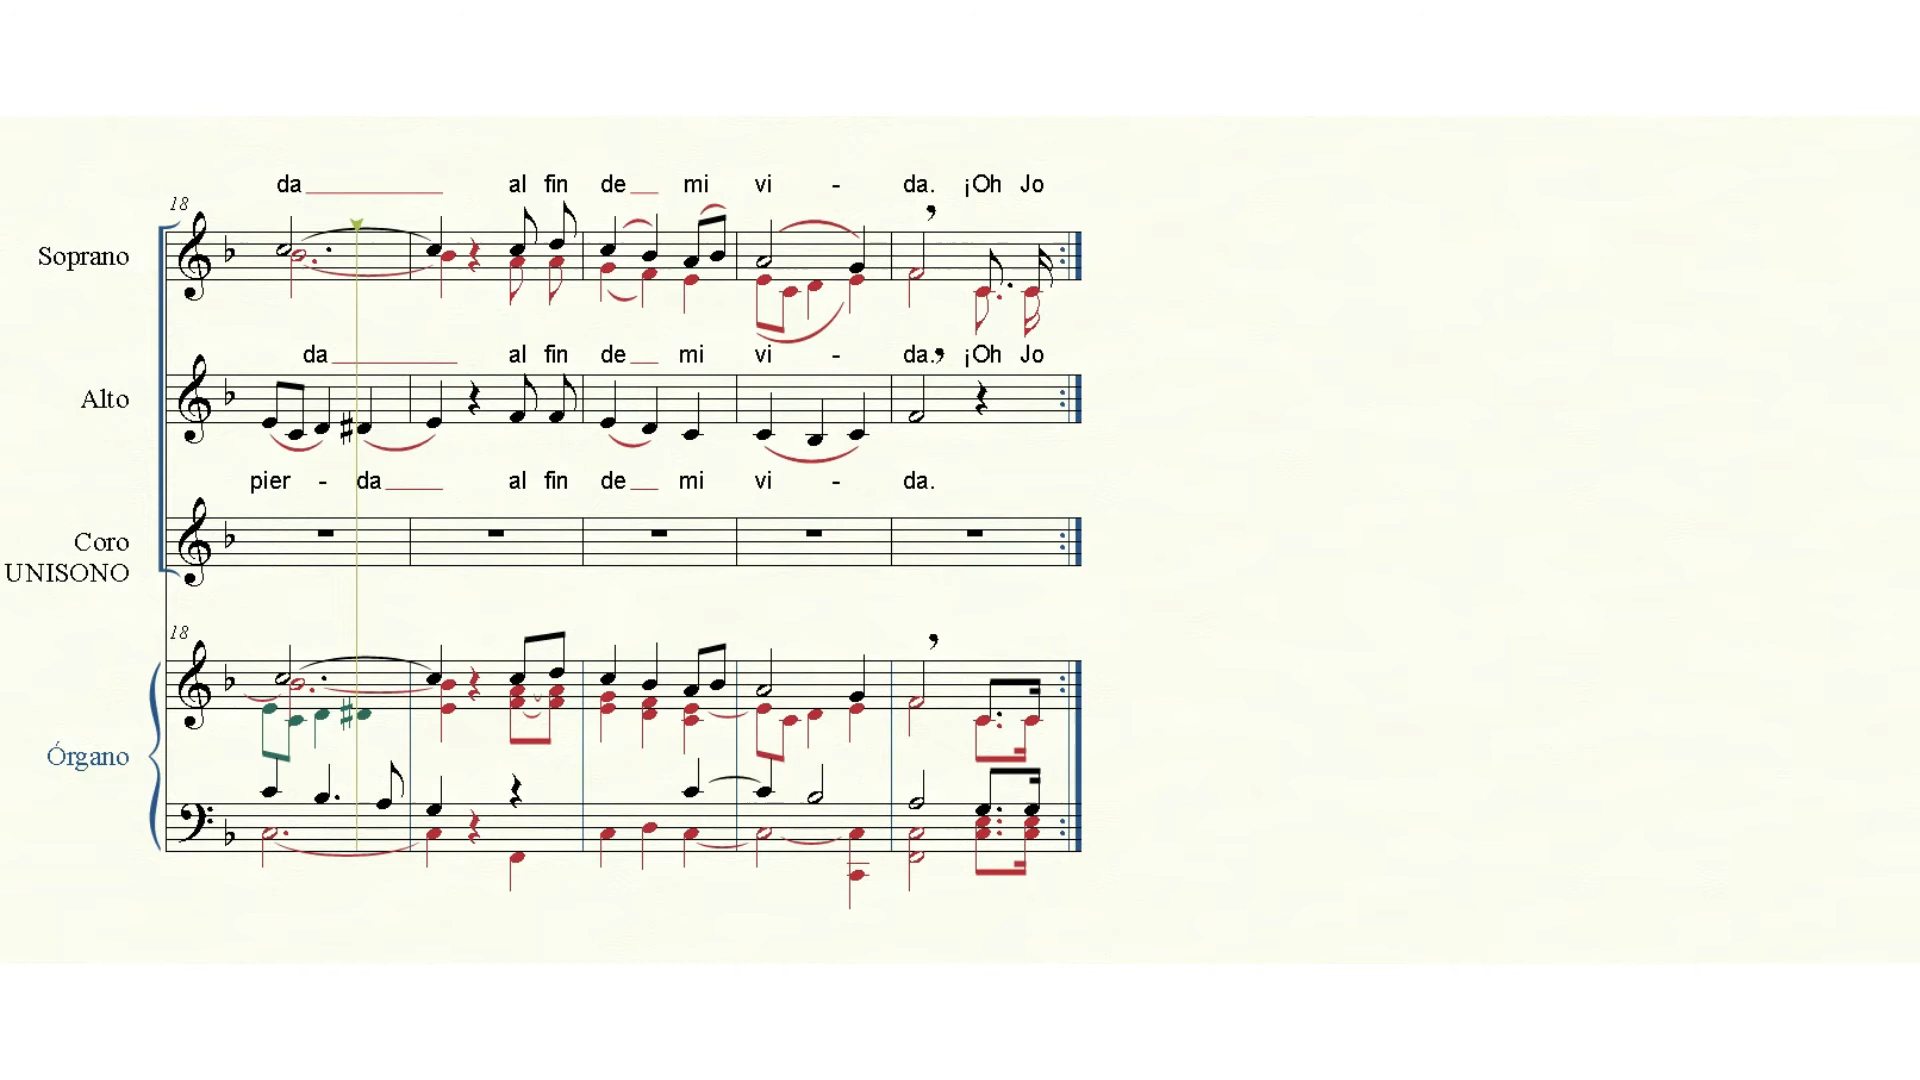 da al fin de mi vi - da. ¡Oh Jo
18
Soprano
da al fin de mi vi - da. ¡Oh Jo
Alto
pier - da al fin de mi vi - da.
Coro
UNISONO
18
Órgano